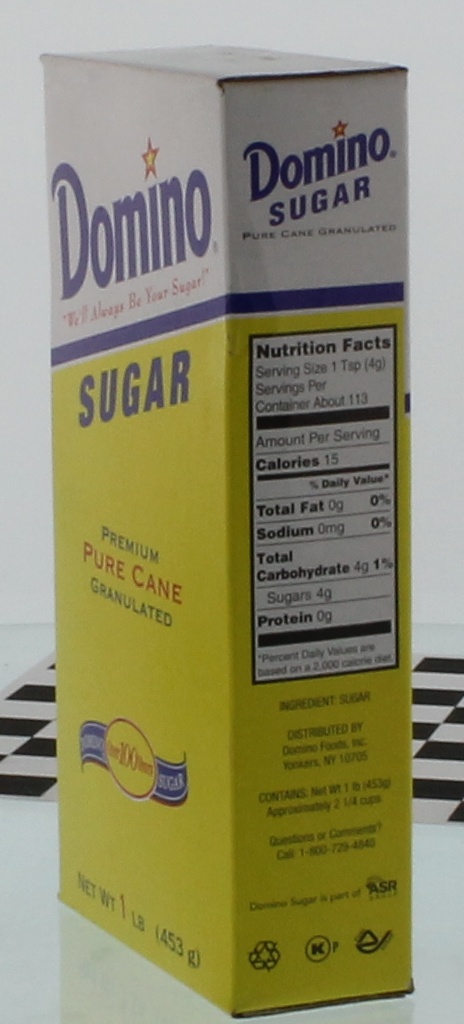 Domino®
"We'll Always Be Your Sugar!"
SUGAR
PREMIUM
PURE CANE
GRANULATED
Over 100 Years
SUGAR
NET WT 1 LB (453 g)
Domino®
SUGAR
PURE CANE GRANULATED
Nutrition Facts
Serving Size 1 Tsp (4g)
Servings Per
Container About 113
Amount Per Serving
Calories 15
% Daily Value*
Total Fat 0g 0%
Sodium 0mg 0%
Total
Carbohydrate 4g 1%
Sugars 4g
Protein 0g
*Percent Daily Values are
based on a 2,000 calorie diet.
INGREDIENT: SUGAR
DISTRIBUTED BY
Domino Foods, Inc.
Yonkers, NY 10705
CONTAINS: Net Wt 1 lb (453g)
Approximately 2 1/4 cups
Questions or Comments?
Call: 1-800-729-4840
Domino Sugar is part of ASR
GROUP
K P